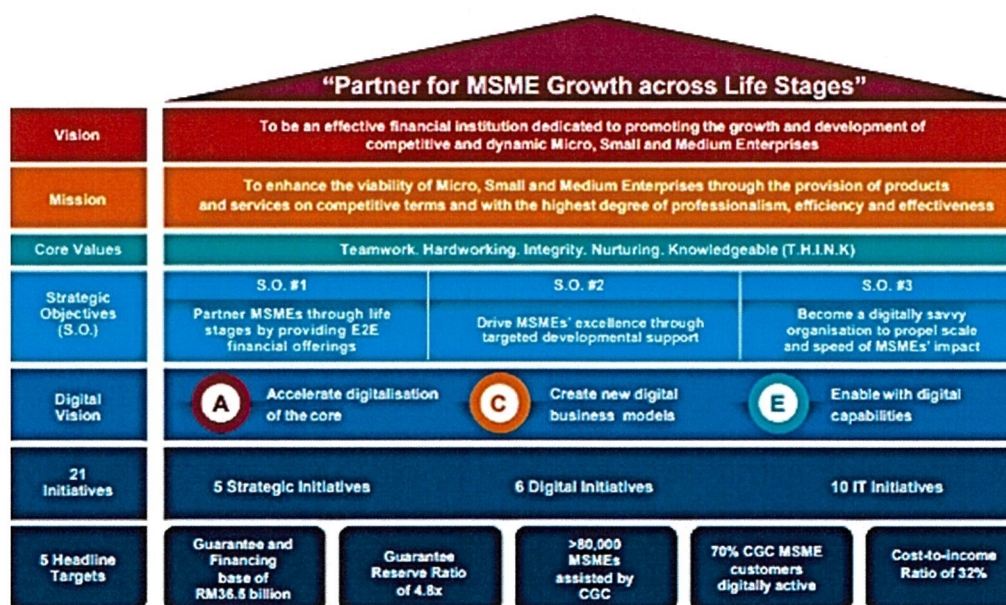 "Partner for MSME Growth across Life Stages"
Vision
To be an effective financial institution dedicated to promoting the growth and development of
competitive and dynamic Micro, Small and Medium Enterprises
Mission
To enhance the viability of Micro, Small and Medium Enterprises through the provision of products
and services on competitive terms and with the highest degree of professionalism, efficiency and effectiveness
Core Values
Teamwork. Hardworking. Integrity. Nurturing. Knowledgeable (T.H.I.N.K)
Strategic
Objectives
(S.O.)
S.O. #1
Partner MSMEs through life
stages by providing E2E
financial offerings
S.O. #2
Drive MSMEs' excellence through
targeted developmental support
S.O. #3
Become a digitally savvy
organisation to propel scale
and speed of MSMEs' impact
Digital
Vision
A
Accelerate digitalisation
of the core
C
Create new digital
business models
E
Enable with digital
capabilities
21
Initiatives
5 Strategic Initiatives
6 Digital Initiatives
10 IT Initiatives
5 Headline
Targets
Guarantee and
Financing
base of
RM36.5 billion
Guarantee
Reserve Ratio
of 4.8x
>80,000
MSMEs
assisted by
CGC
70% CGC MSME
customers
digitally active
Cost-to-income
Ratio of 32%